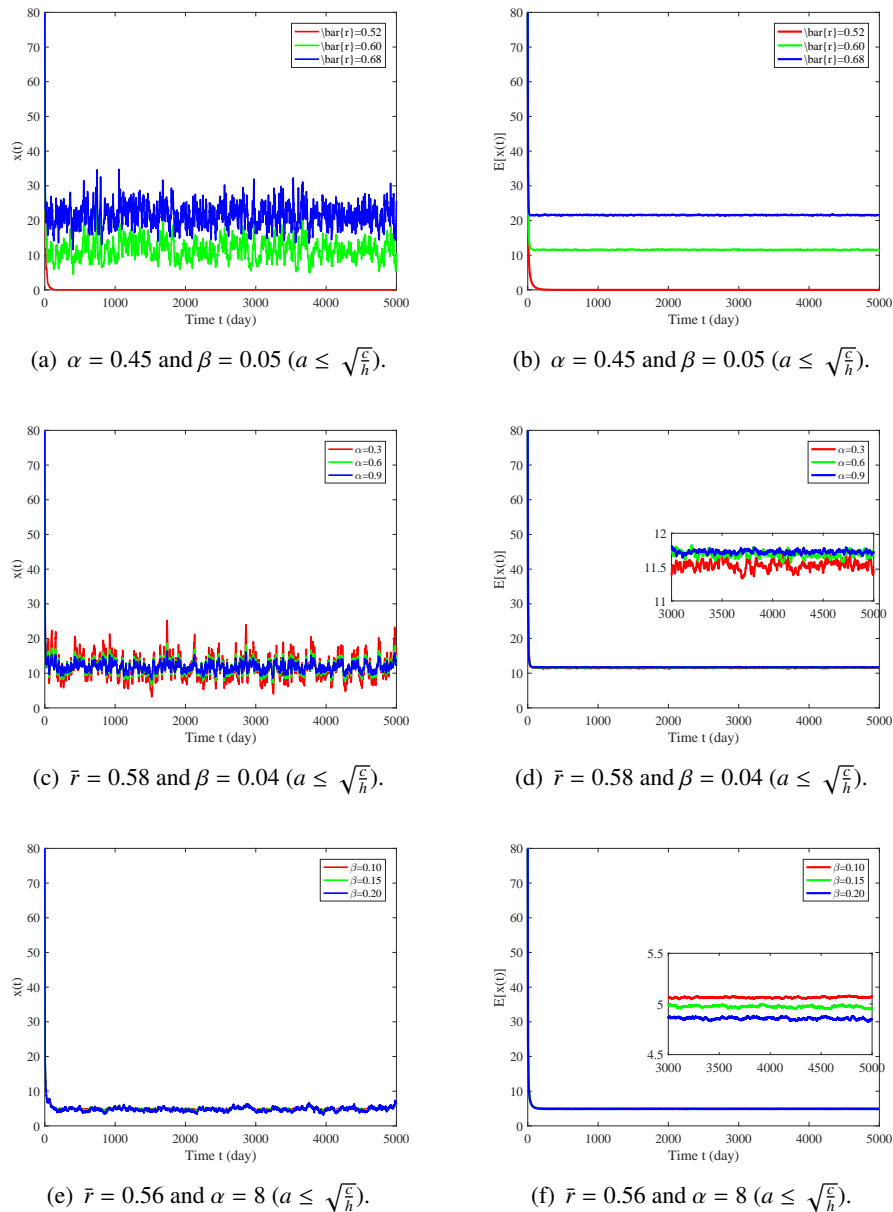 80
70
60
50
40
30
20
10
0
x(t)
0 1000 2000 3000 4000 5000
Time t (day)
\bar{r}=0.52
\bar{r}=0.60
\bar{r}=0.68
80
70
60
50
40
30
20
10
0
E[x(t)]
0 1000 2000 3000 4000 5000
Time t (day)
\bar{r}=0.52
\bar{r}=0.60
\bar{r}=0.68
(a) α = 0.45 and β = 0.05 (a ≤ √(c/h)).
(b) α = 0.45 and β = 0.05 (a ≤ √(c/h)).
80
70
60
50
40
30
20
10
0
x(t)
0 1000 2000 3000 4000 5000
Time t (day)
α=0.3
α=0.6
α=0.9
80
70
60
50
40
30
20
10
0
E[x(t)]
0 1000 2000 3000 4000 5000
Time t (day)
α=0.3
α=0.6
α=0.9
12
11.5
11
3000 3500 4000 4500 5000
(c) r̄ = 0.58 and β = 0.04 (a ≤ √(c/h)).
(d) r̄ = 0.58 and β = 0.04 (a ≤ √(c/h)).
80
70
60
50
40
30
20
10
0
x(t)
0 1000 2000 3000 4000 5000
Time t (day)
β=0.10
β=0.15
β=0.20
80
70
60
50
40
30
20
10
0
E[x(t)]
0 1000 2000 3000 4000 5000
Time t (day)
β=0.10
β=0.15
β=0.20
5.5
5
4.5
3000 3500 4000 4500 5000
(e) r̄ = 0.56 and α = 8 (a ≤ √(c/h)).
(f) r̄ = 0.56 and α = 8 (a ≤ √(c/h)).